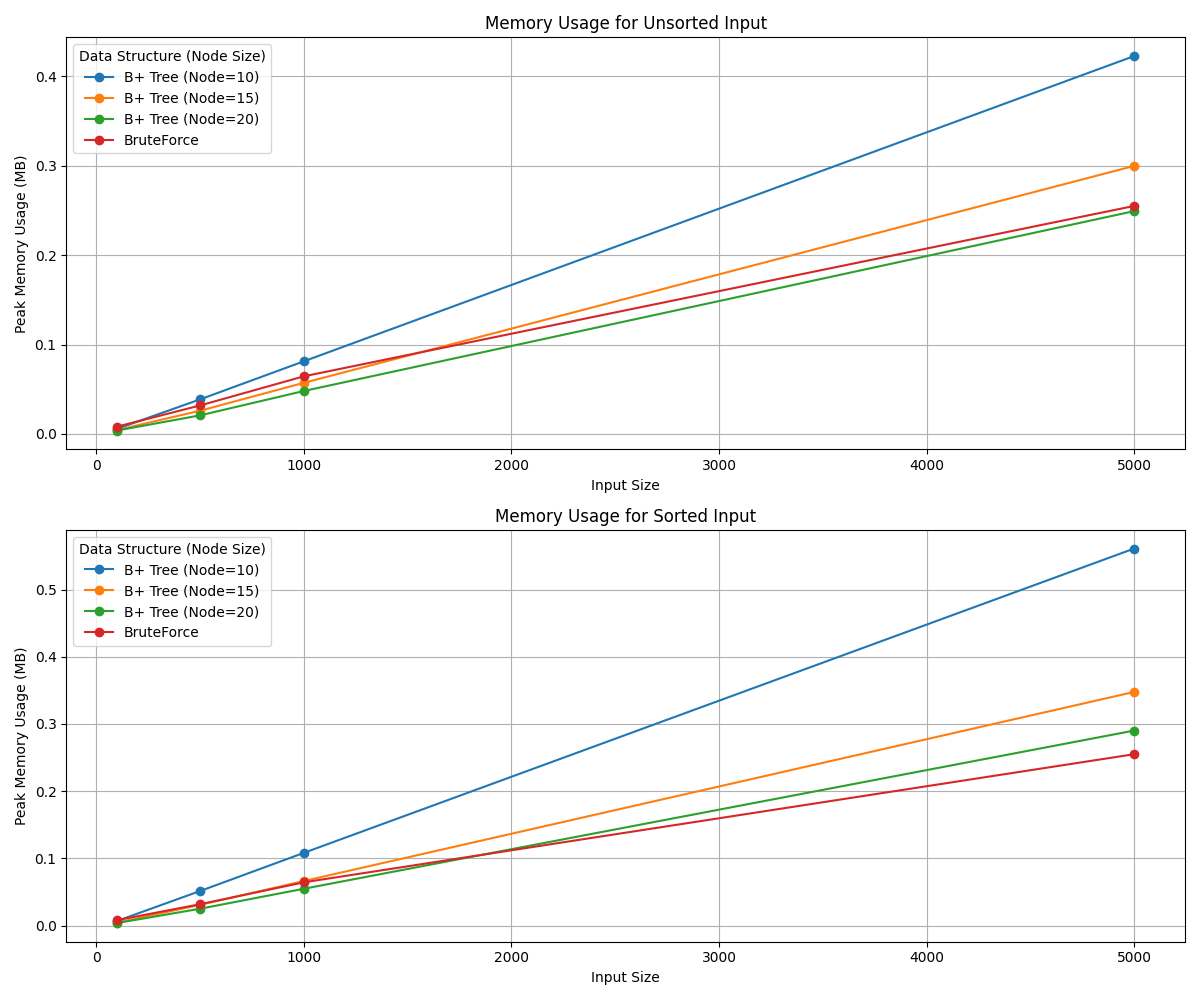 Memory Usage for Unsorted Input
Peak Memory Usage (MB)
0.4
0.3
0.2
0.1
0.0
Data Structure (Node Size)
B+ Tree (Node=10)
B+ Tree (Node=15)
B+ Tree (Node=20)
BruteForce
0 1000 2000 3000 4000 5000
Input Size
Memory Usage for Sorted Input
Peak Memory Usage (MB)
0.5
0.4
0.3
0.2
0.1
0.0
Data Structure (Node Size)
B+ Tree (Node=10)
B+ Tree (Node=15)
B+ Tree (Node=20)
BruteForce
0 1000 2000 3000 4000 5000
Input Size